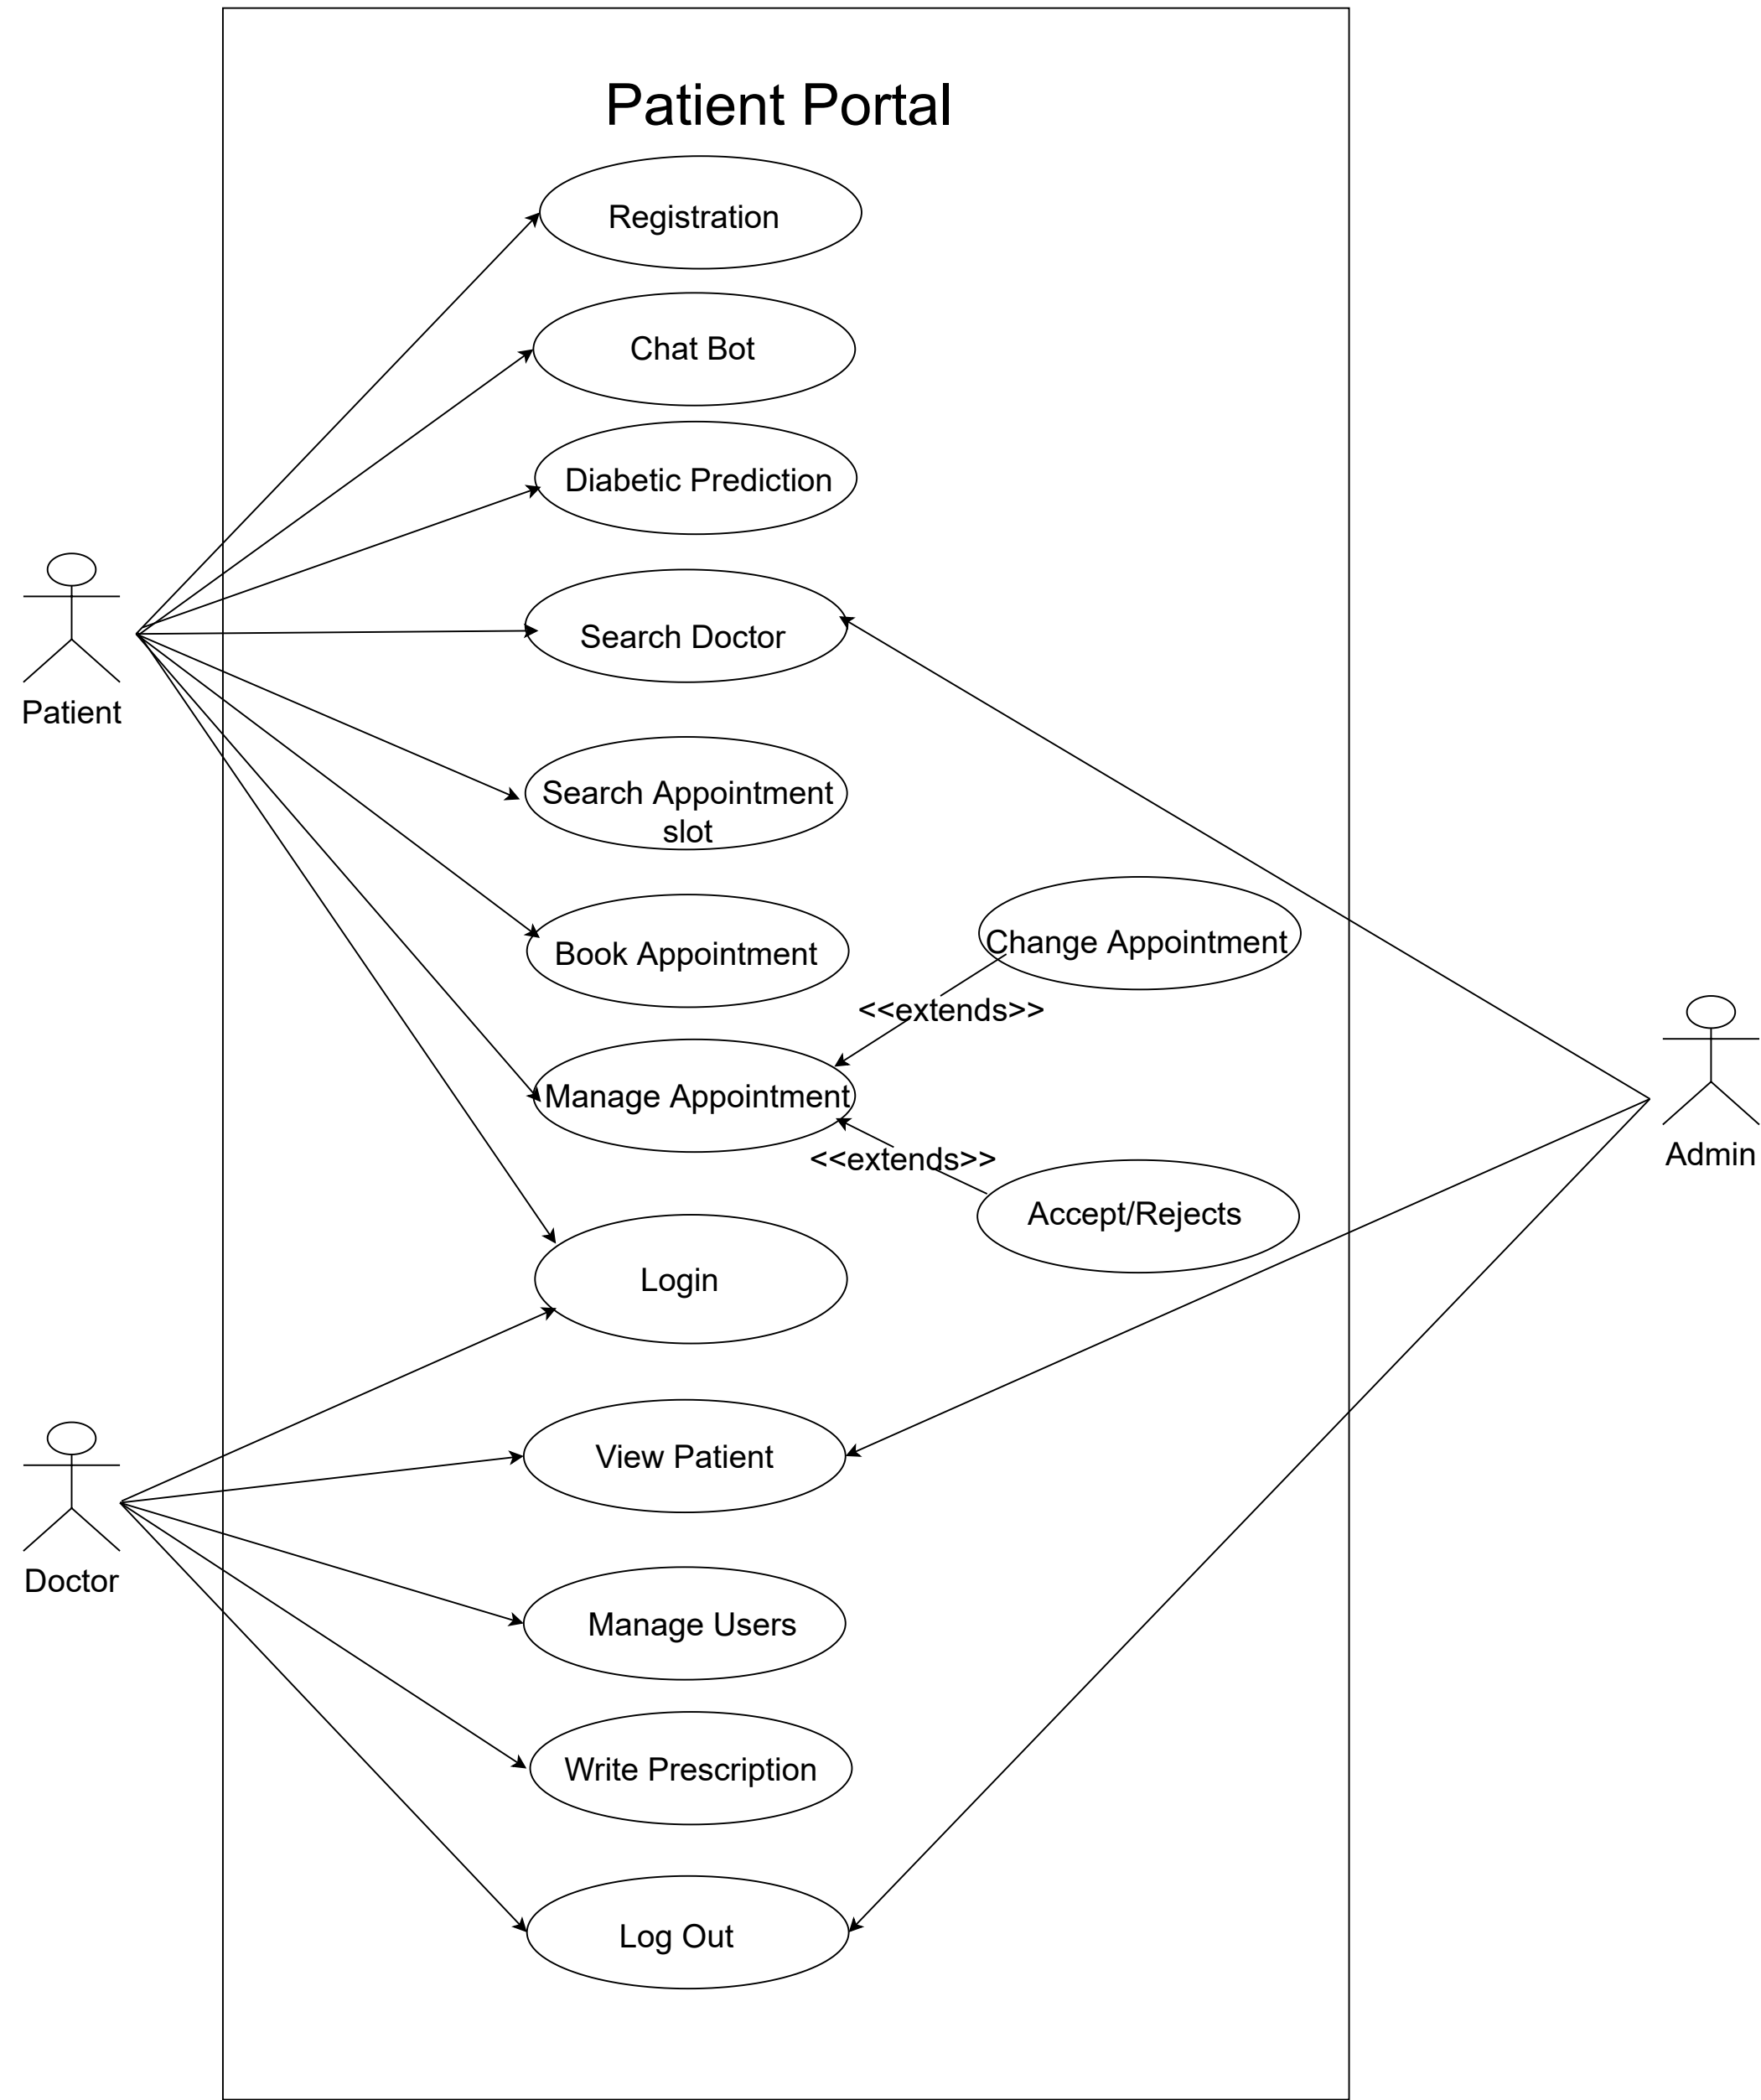 Patient Portal
Registration
Chat Bot
Diabetic Prediction
Search Doctor
Patient
Search Appointment
slot
Change Appointment
Book Appointment
<<extends>>
Manage Appointment
Admin
<<extends>>
Accept/Rejects
Login
View Patient
Doctor
Manage Users
Write Prescription
Log Out